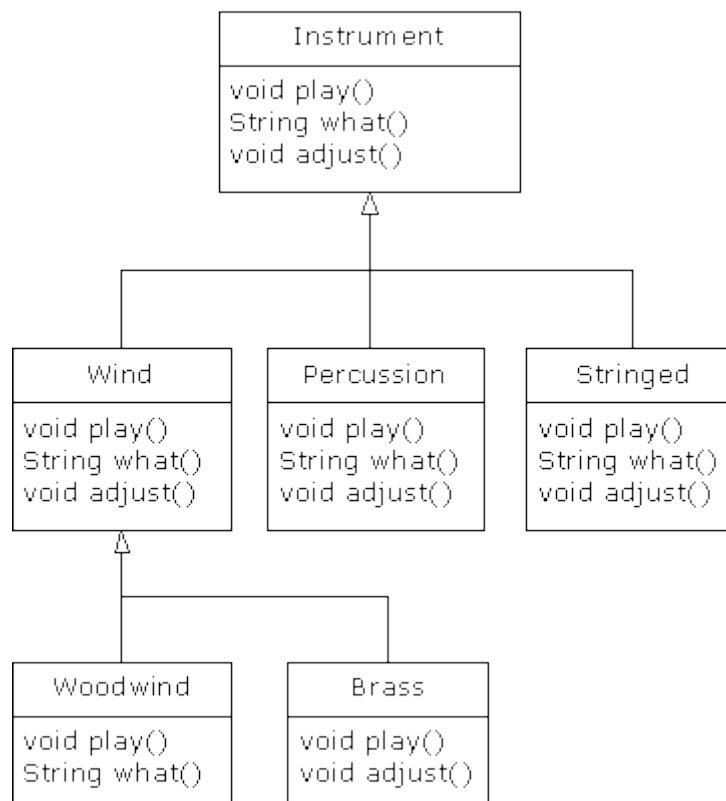 Instrument
void play()
String what()
void adjust()
Wind
void play()
String what()
void adjust()
Percussion
void play()
String what()
void adjust()
Stringed
void play()
String what()
void adjust()
Woodwind
void play()
String what()
Brass
void play()
void adjust()